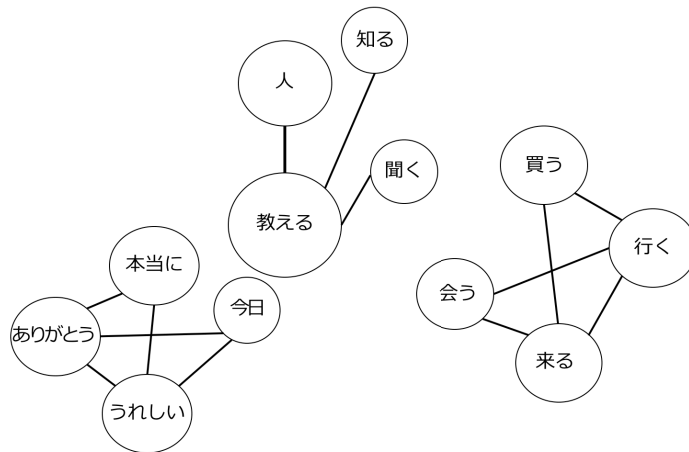 知る
人
聞く
教える
買う
行く
会う
来る
本当に
今日
ありがとう
うれしい